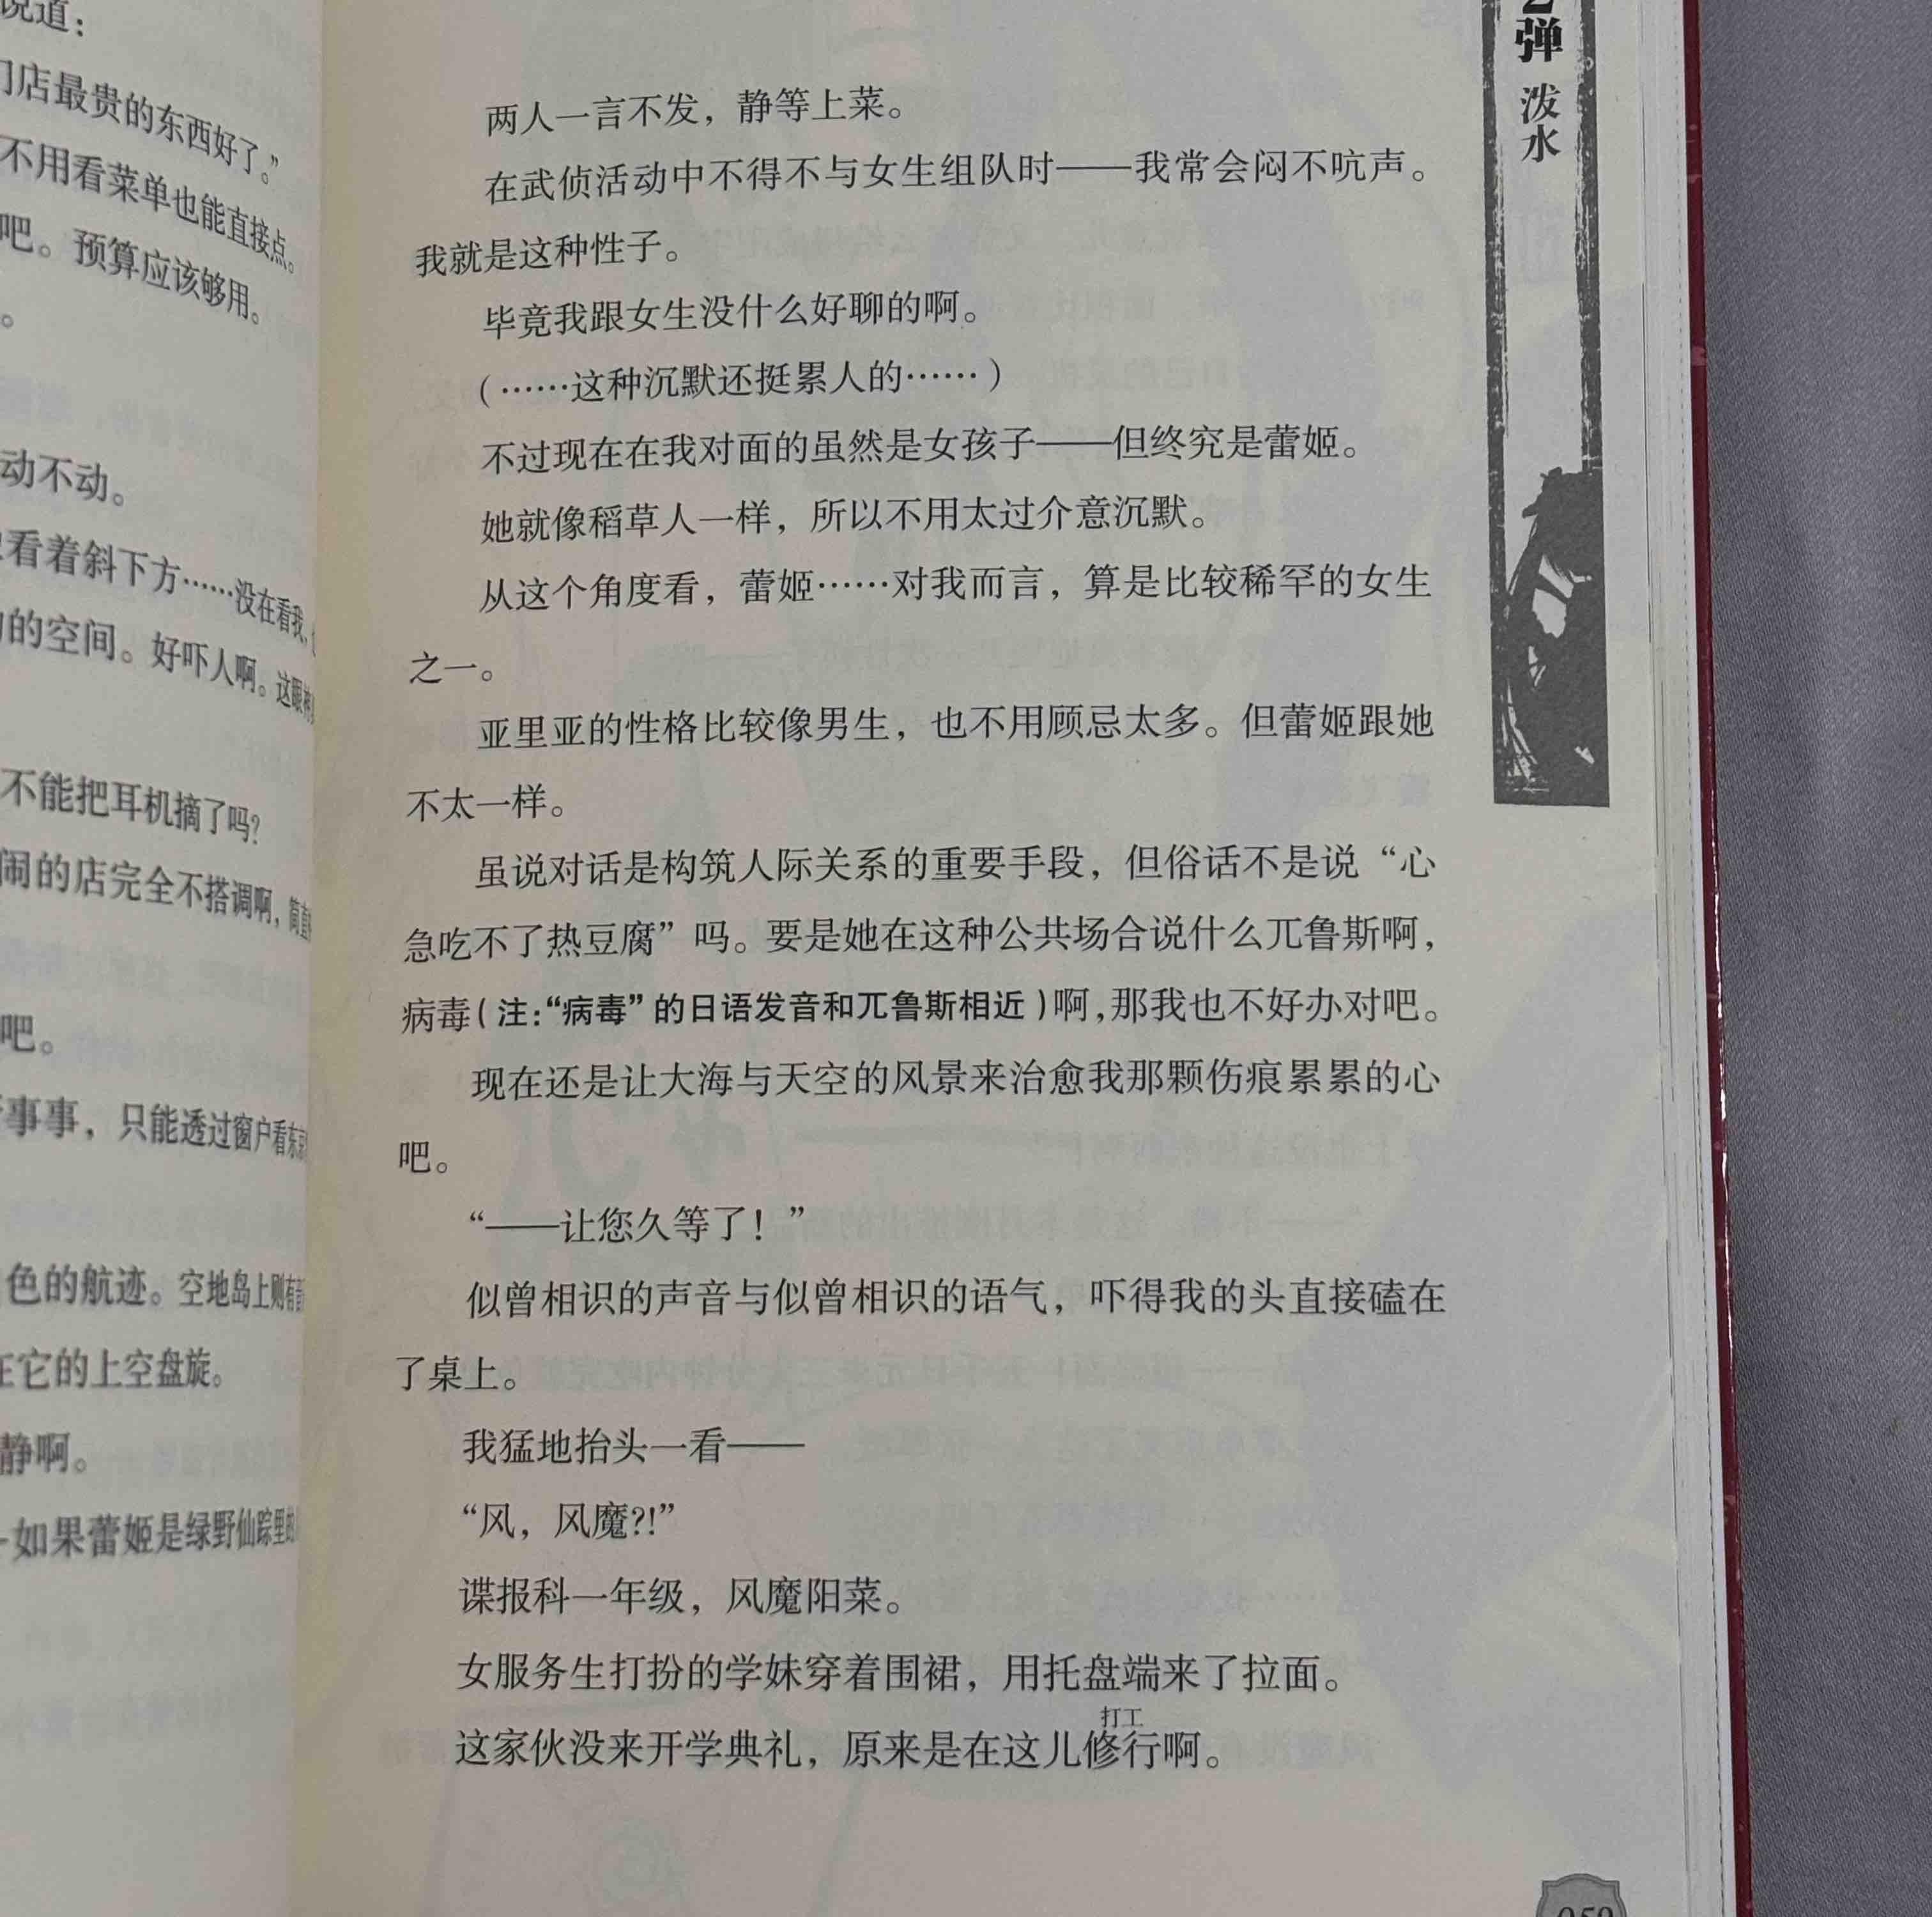 说道：
门店最贵的东西好了。”
不用看菜单也能直接点。
吧。预算应该够用。
。
动不动。
看着斜下方……没在看我、
的空间。好吓人啊。这眼神
不能把耳机摘了吗？
闹的店完全不搭调啊，简直
吧。
事事，只能透过窗户看东京
色的航迹。空地岛上则有
在它的上空盘旋。
静啊。
如果蕾姬是绿野仙踪里的
两人一言不发，静等上菜。
在武侦活动中不得不与女生组队时——我常会闷不吭声。
我就是这种性子。
毕竟我跟女生没什么好聊的啊。
（……这种沉默还挺累人的……）
不过现在在我对面的虽然是女孩子——但终究是蕾姬。
她就像稻草人一样，所以不用太过介意沉默。
从这个角度看，蕾姬……对我而言，算是比较稀罕的女生
之一。
亚里亚的性格比较像男生，也不用顾忌太多。但蕾姬跟她
不太一样。
虽说对话是构筑人际关系的重要手段，但俗话不是说“心
急吃不了热豆腐”吗。要是她在这种公共场合说什么兀鲁斯啊，
病毒（注：“病毒”的日语发音和兀鲁斯相近）啊，那我也不好办对吧。
现在还是让大海与天空的风景来治愈我那颗伤痕累累的心
吧。
“——让您久等了！”
似曾相识的声音与似曾相识的语气，吓得我的头直接磕在
了桌上。
我猛地抬头一看——
“风，风魔?!”
谍报科一年级，风魔阳菜。
女服务生打扮的学妹穿着围裙，用托盘端来了拉面。
打工
这家伙没来开学典礼，原来是在这儿修行啊。
2弹 泼水
059